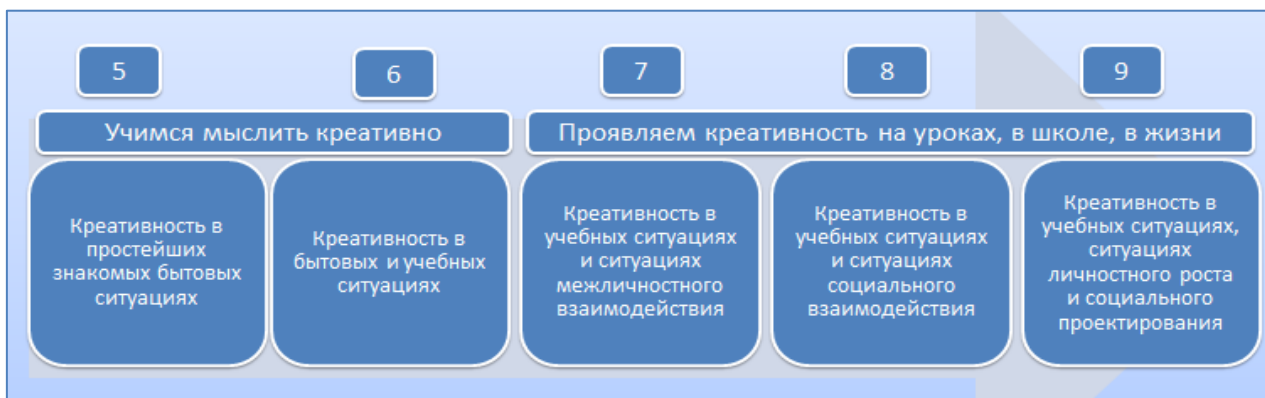 5
6
7
8
9
Учимся мыслить креативно
Проявляем креативность на уроках, в школе, в жизни
Креативность в
простейших
знакомых бытовых
ситуациях
Креативность в
бытовых и учебных
ситуациях
Креативность в
учебных ситуациях
и ситуациях
межличностного
взаимодействия
Креативность в
учебных ситуациях
и ситуациях
социального
взаимодействия
Креативность в
учебных ситуациях,
ситуациях
личностного роста
и социального
проектирования